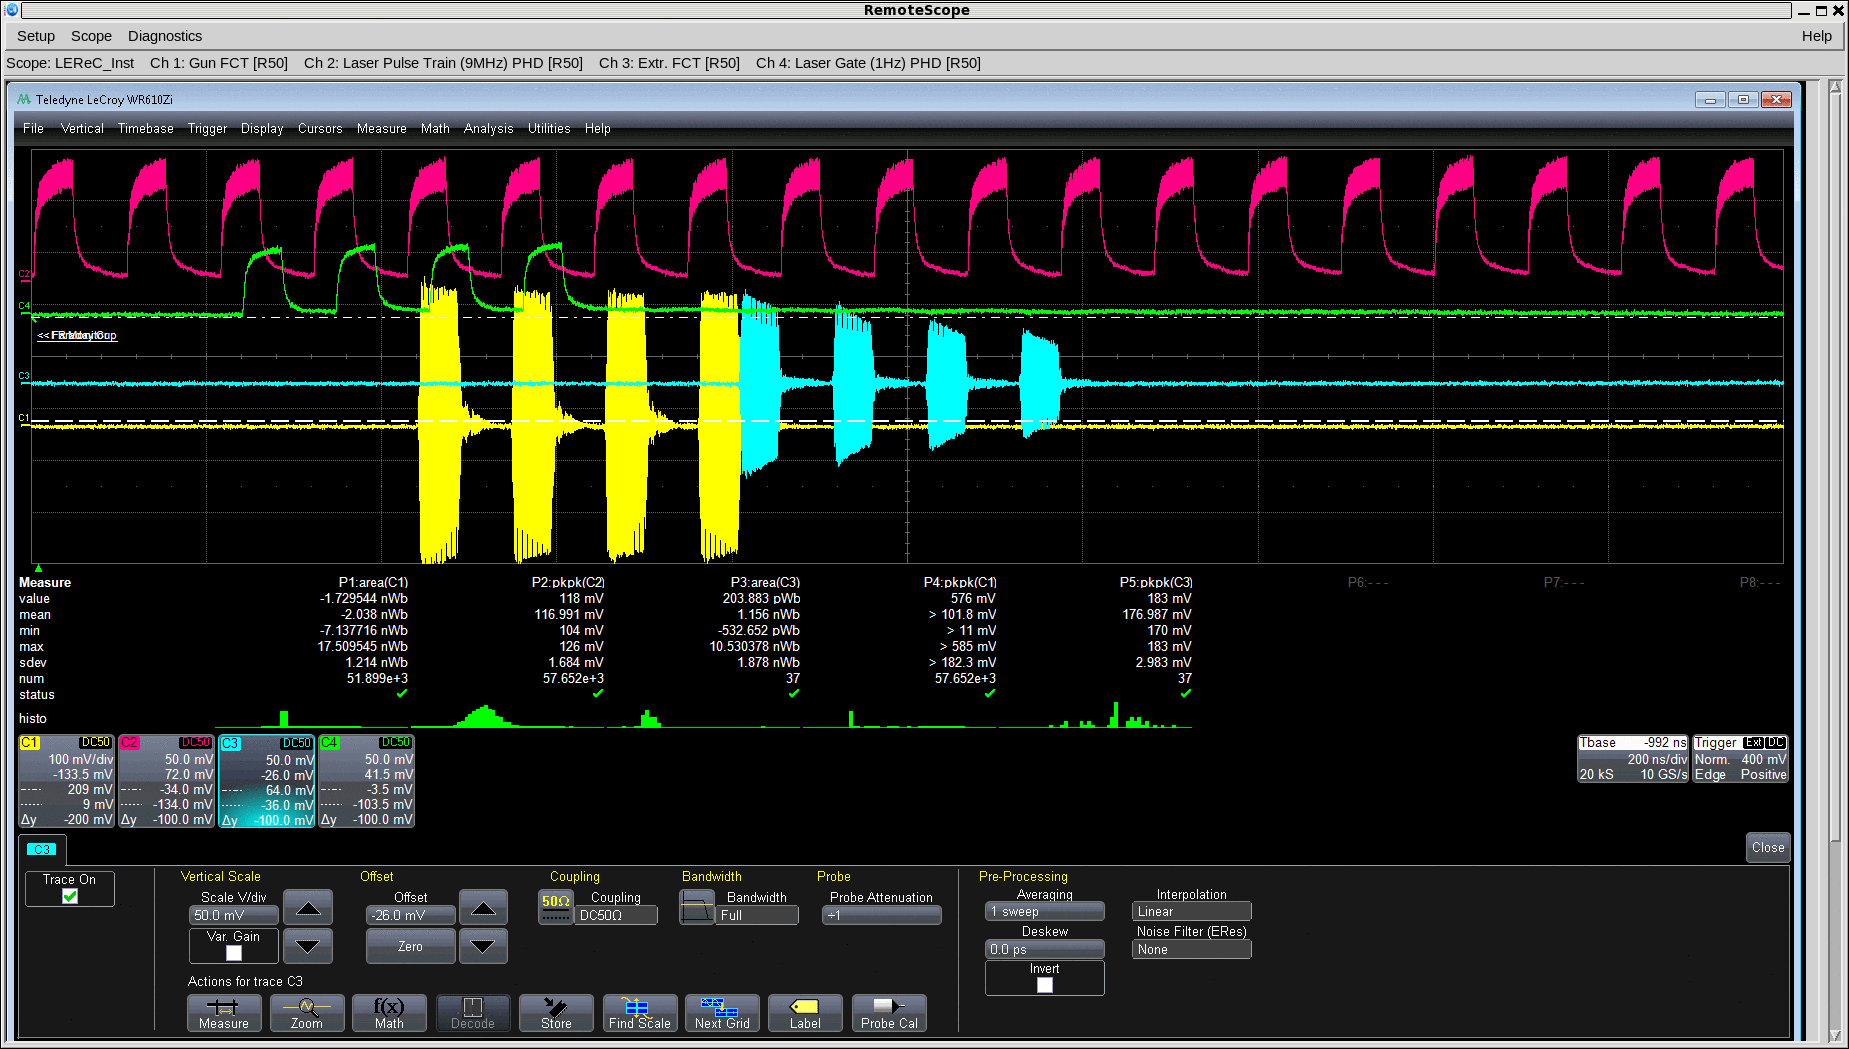 RemoteScope
Setup Scope Diagnostics Help
Scope: LEReC_Inst Ch 1: Gun FCT [R50] Ch 2: Laser Pulse Train (9MHz) PHD [R50] Ch 3: Extr. FCT [R50] Ch 4: Laser Gate (1Hz) PHD [R50]
Teledyne LeCroy WR610Zi
File Vertical Timebase Trigger Display Cursors Measure Math Analysis Utilities Help
C2
C4
<<
C3
C1
Measure P1:area(C1) P2:pkpk(C2) P3:area(C3) P4:pkpk(C1) P5:pkpk(C3) P6:--- P7:--- P8:---
value -1.729544 nWb 118 mV 203.883 pWb 576 mV 183 mV
mean -2.038 nWb 116.991 mV 1.156 nWb > 101.8 mV 176.987 mV
min -7.137716 nWb 104 mV -532.652 pWb > 11 mV 170 mV
max 17.509545 nWb 126 mV 10.530378 nWb > 585 mV 183 mV
sdev 1.214 nWb 1.684 mV 1.878 nWb > 182.3 mV 2.983 mV
num 51.899e+3 57.652e+3 37 57.652e+3 37
status
histo
C1 DC50 C2 DC50 C3 DC50 C4 DC50 Tbase -992 ns Trigger Ext DC
100 mV/div 50.0 mV 50.0 mV 50.0 mV 200 ns/div Norm. 400 mV
-133.5 mV 72.0 mV -26.0 mV 41.5 mV 20 kS 10 GS/s Edge Positive
209 mV -34.0 mV 64.0 mV -3.5 mV
9 mV -134.0 mV -36.0 mV -103.5 mV
Δy -200 mV Δy -100.0 mV Δy -100.0 mV Δy -100.0 mV
C3 Close
Trace On Vertical Scale Offset Coupling Bandwidth Probe Pre-Processing
Scale V/div Offset 50Ω Coupling Bandwidth Probe Attenuation Averaging Interpolation
50.0 mV -26.0 mV DC50Ω Full ÷1 1 sweep Linear
Var. Gain Zero Deskew Noise Filter (ERes)
0.0 ps None
Invert
Actions for trace C3
f(x)
Measure Zoom Math Decode Store Find Scale Next Grid Label Probe Cal